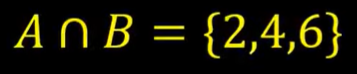 A ∩ B = {2,4,6}